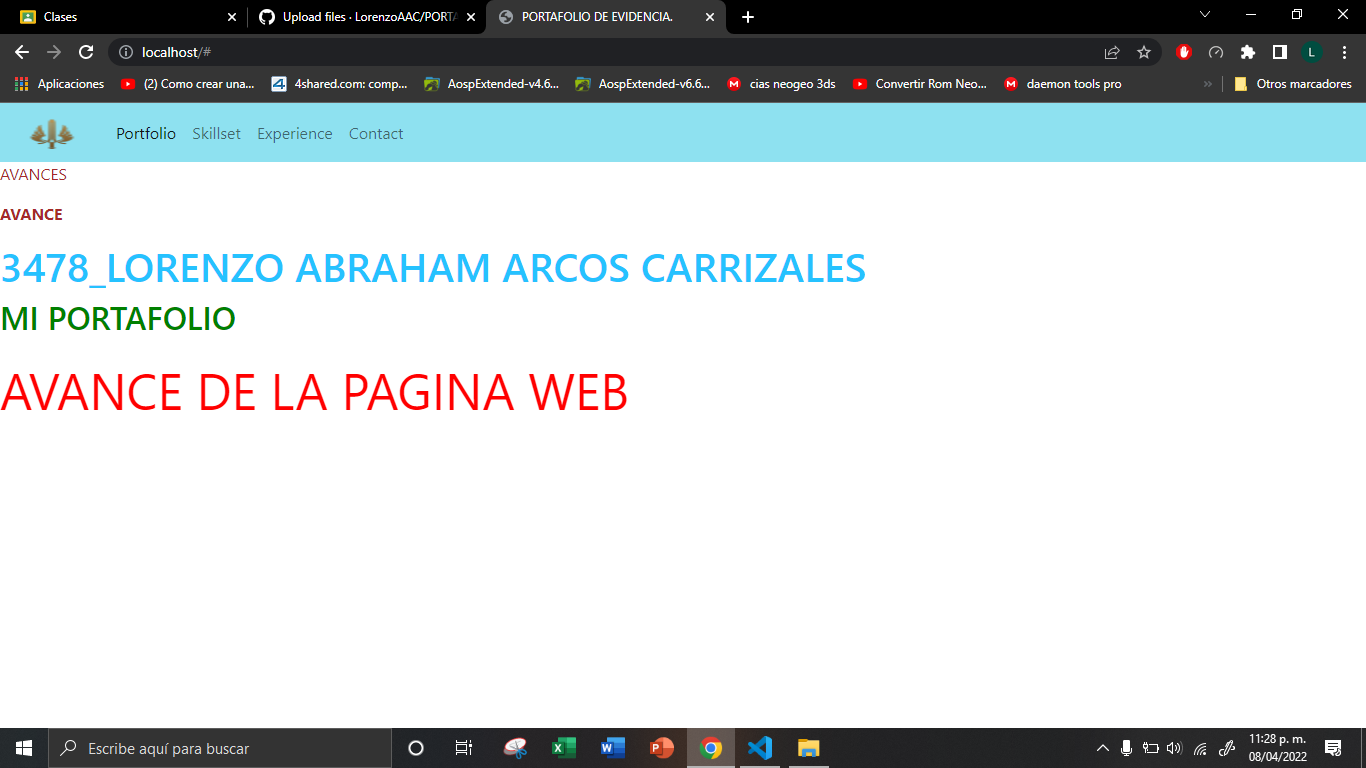 Clases
Upload files · LorenzoAAC/PORTA
PORTAFOLIO DE EVIDENCIA.
localhost/#
L
Aplicaciones
(2) Como crear una...
4shared.com: comp...
AospExtended-v4.6...
AospExtended-v6.6...
cias neogeo 3ds
Convertir Rom Neo...
daemon tools pro
»
Otros marcadores
Portfolio Skillset Experience Contact
AVANCES
AVANCE
3478_LORENZO ABRAHAM ARCOS CARRIZALES
MI PORTAFOLIO
AVANCE DE LA PAGINA WEB
Escribe aquí para buscar
11:28 p. m.
08/04/2022